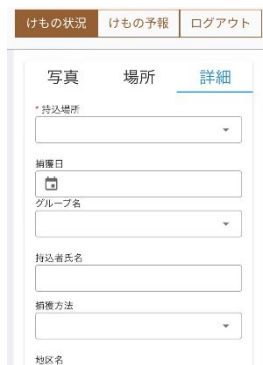 けもの状況 けもの予報 ログアウト
写真 場所 詳細
* 持込場所
捕獲日
グループ名
持込者氏名
捕獲方法
地区名